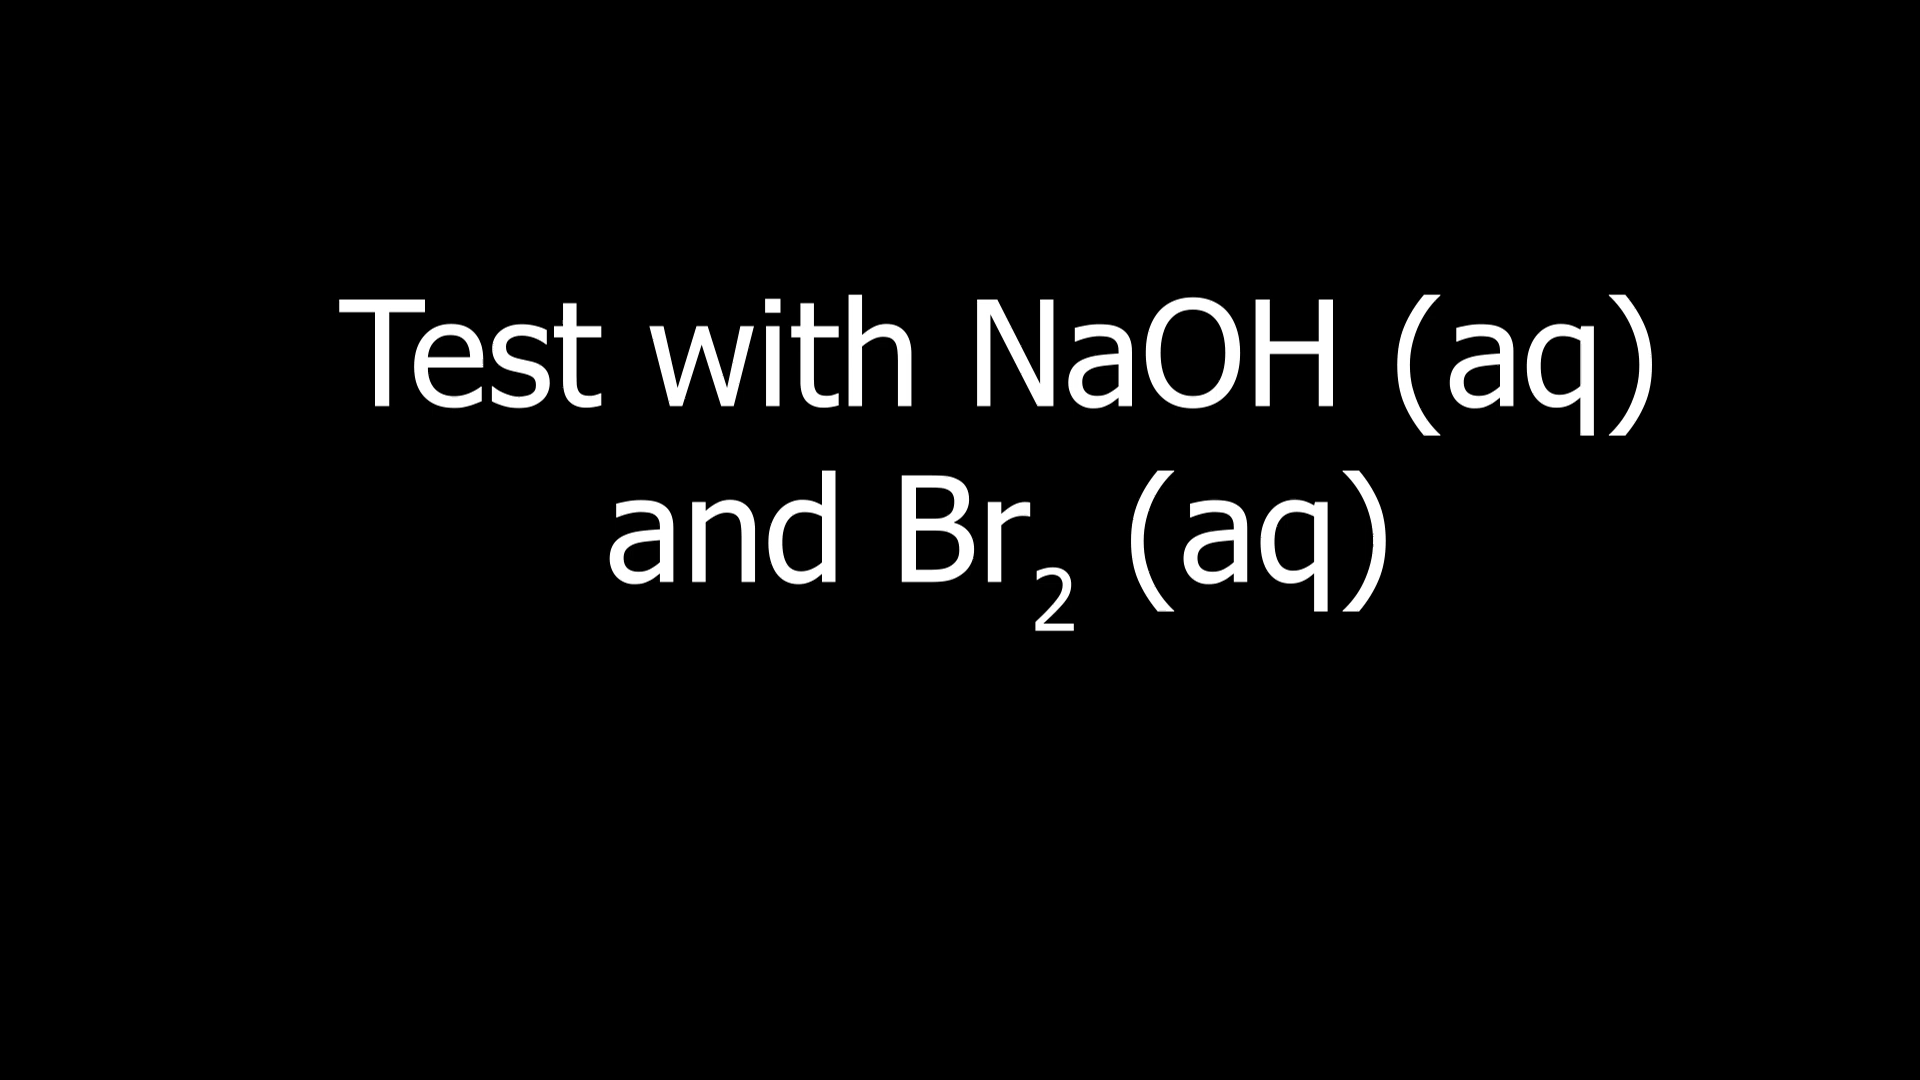 Test with NaOH (aq)
and Br₂ (aq)